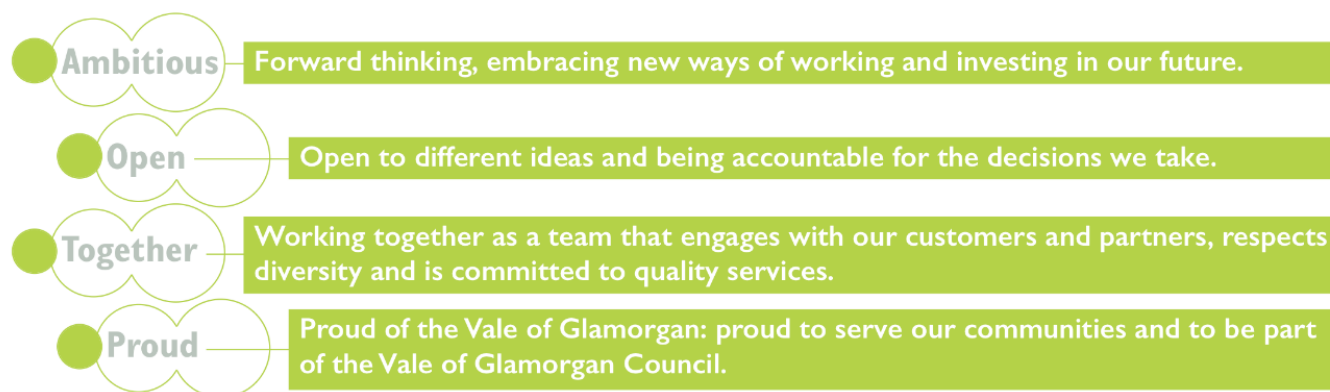 Ambitious
Forward thinking, embracing new ways of working and investing in our future.
Open
Open to different ideas and being accountable for the decisions we take.
Together
Working together as a team that engages with our customers and partners, respects
diversity and is committed to quality services.
Proud
Proud of the Vale of Glamorgan: proud to serve our communities and to be part
of the Vale of Glamorgan Council.